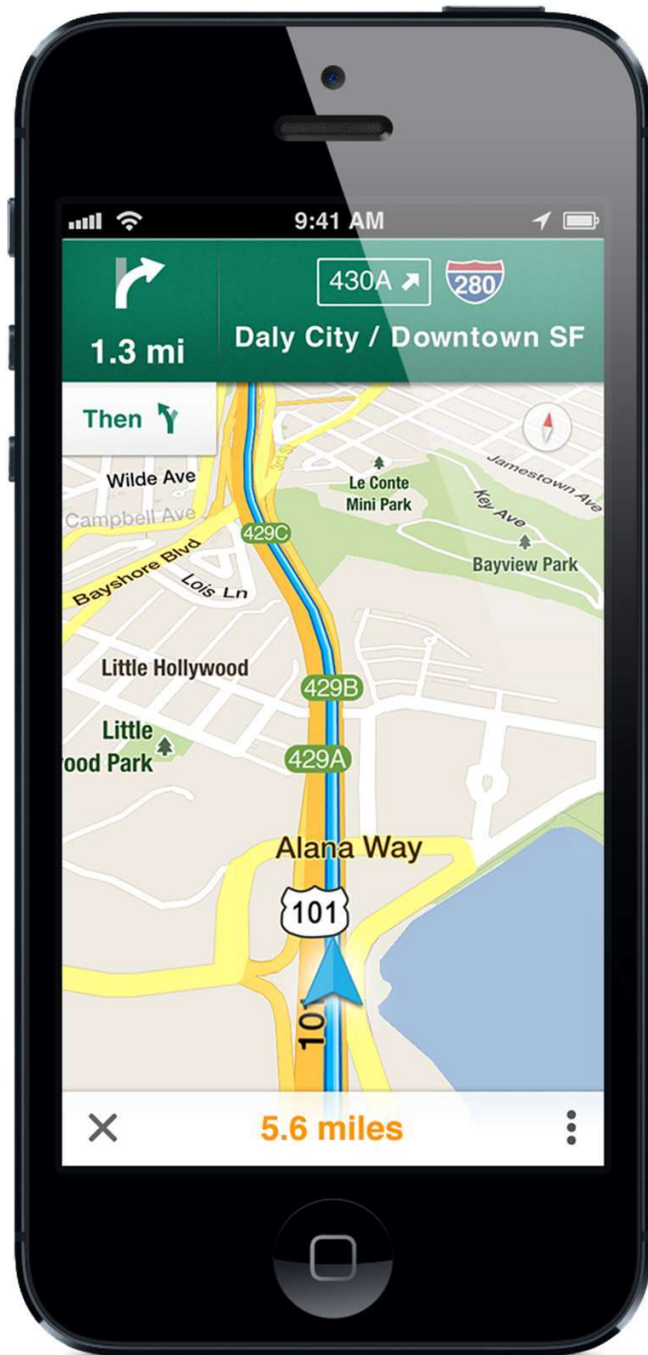 9:41 AM
430A
280
1.3 mi
Daly City / Downtown SF
Then
Wilde Ave
Le Conte
Mini Park
Jamestown Ave
Key Ave
Campbell Ave
3rd St
429C
Bayshore Blvd
Bayview Park
Lois Ln
Little Hollywood
429B
Little
ood Park
429A
Alana Way
101
101
5.6 miles